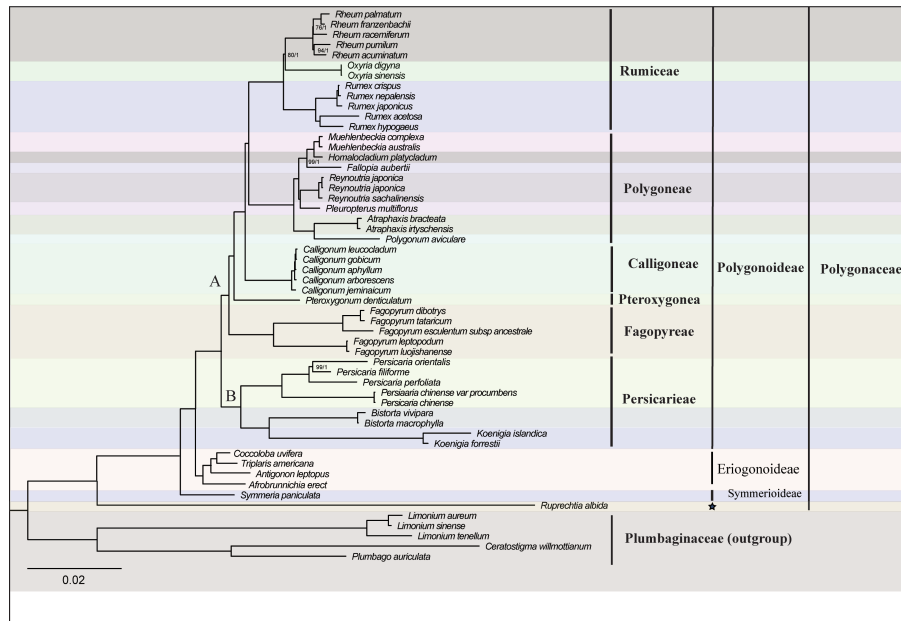 Rheum palmatum
76/1
Rheum franzenbachii
Rheum racemiferum
Rheum pumilum
60/1
94/1
Rheum acuminatum
Oxyria digyna
Rumiceae
Oxyria sinensis
Rumex crispus
Rumex nepalensis
Rumex japonicus
Rumex acetosa
Rumex hypogaeus
Muehlenbeckia complexa
Muehlenbeckia australis
Homalocladium platycladum
99/1
Fallopia aubertii
Reynoutria japonica
Reynoutria japonica
Polygoneae
Reynoutria sachalinensis
Pleuropterus multiflorus
Atraphaxis bracteata
Atraphaxis irtyschensis
Polygonum aviculare
Calligonum leucocladum
Calligonum gobicum
Calligoneae
Polygonoideae
Polygonaceae
Calligonum aphyllum
Calligonum arborescens
Calligonum jeminaicum
A
Pteroxygonum denticulatum
Pteroxygonea
Fagopyrum dibotrys
Fagopyrum tataricum
Fagopyrum esculentum subsp ancestrale
Fagopyreae
Fagopyrum leptopodum
Fagopyrum luojishanense
Persicaria orientalis
99/1
Persicaria filiforme
Persicaria perfoliata
B
Persiaaria chinense var procumbens
Persicarieae
Persicaria chinense
Bistorta vivipara
Bistorta macrophylla
Koenigia islandica
Koenigia forrestii
Coccoloba uvifera
Triplaris americana
Eriogonoideae
Antigonon leptopus
Afrobrunnichia erect
Symmeria paniculata
Symmerioideae
Ruprechtia albida
Limonium aureum
Limonium sinense
Limonium tenellum
Plumbaginaceae (outgroup)
Ceratostigma willmottianum
Plumbago auriculata
0.02